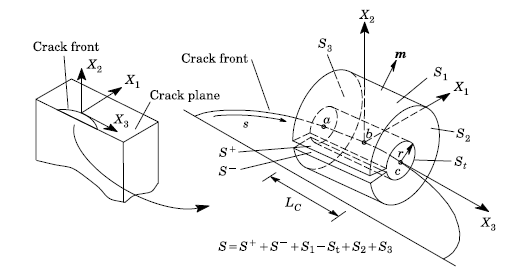 Crack front
X₂
X₁
Crack plane
X₃
X₂
S₃
m
S₁
Crack front
X₁
S₂
s
a
b
S⁺
S⁻
r
Sₜ
c
L_C
X₃
S=S⁺+S⁻+S₁−Sₜ+S₂+S₃